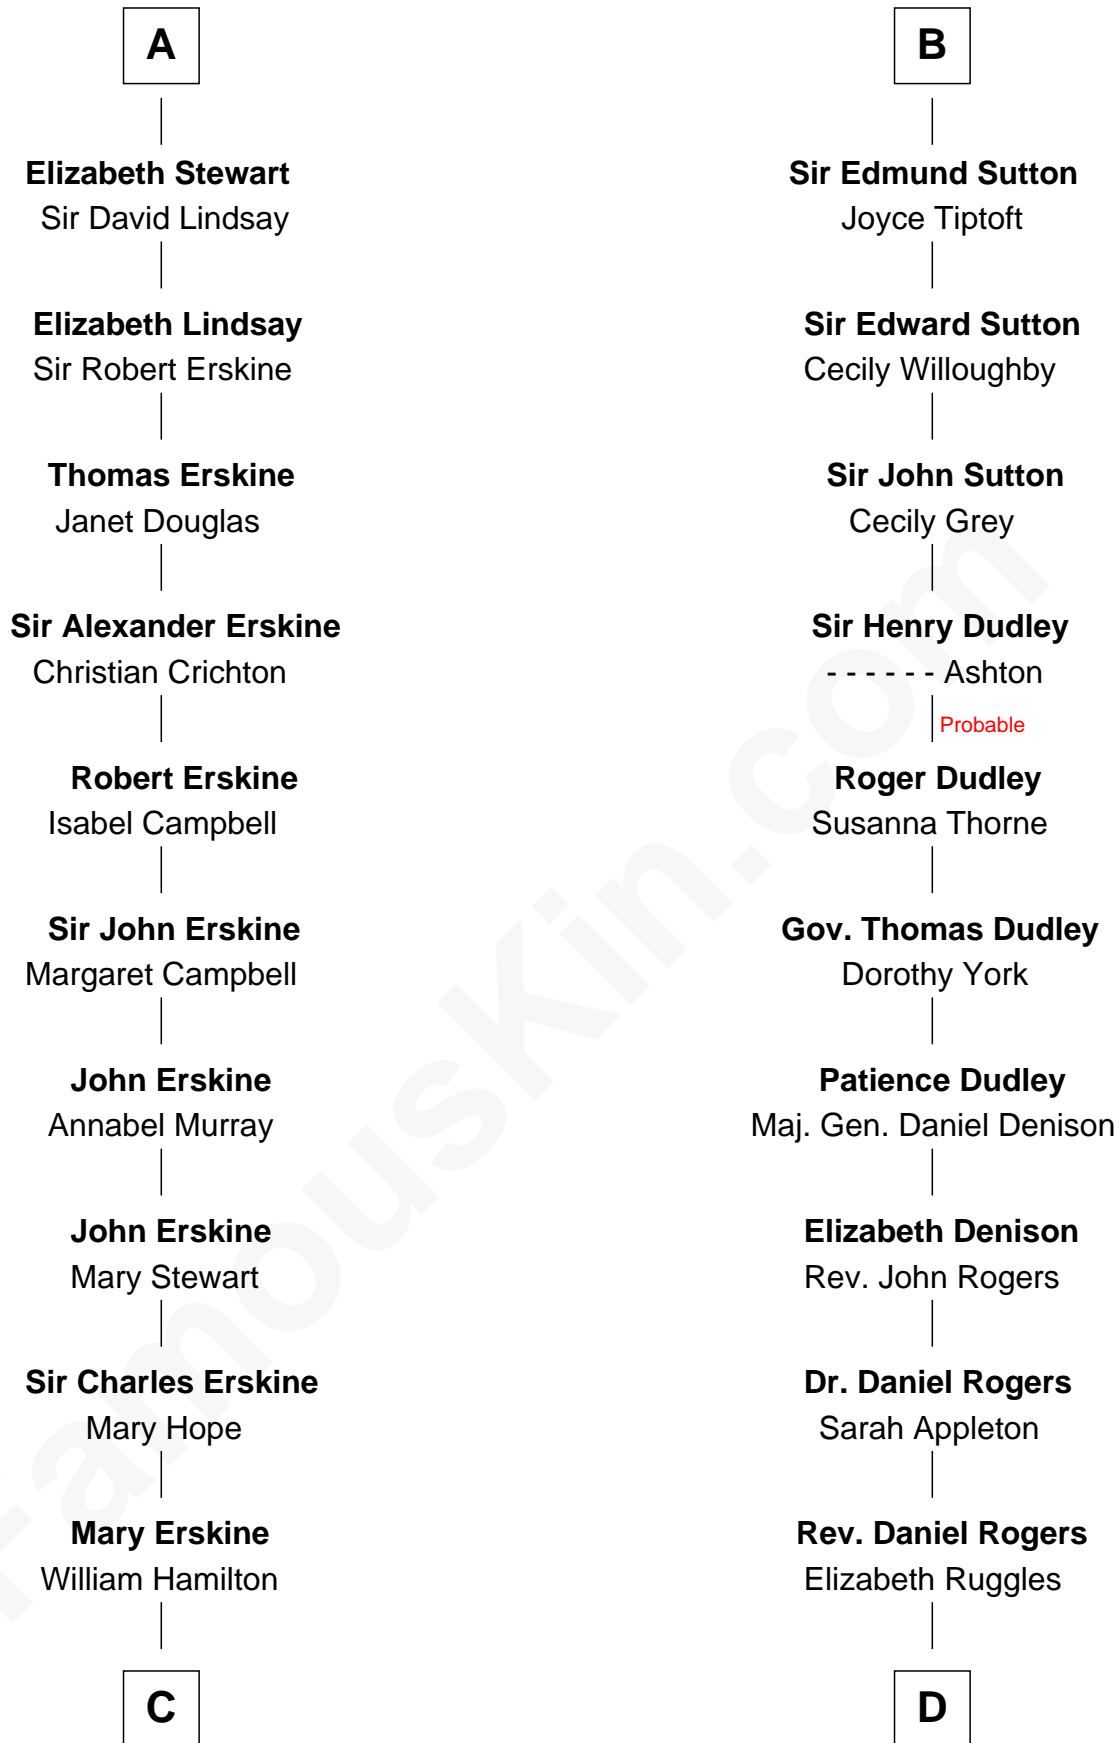 A
Elizabeth Stewart
Sir David Lindsay
Elizabeth Lindsay
Sir Robert Erskine
Thomas Erskine
Janet Douglas
Sir Alexander Erskine
Christian Crichton
Robert Erskine
Isabel Campbell
Sir John Erskine
Margaret Campbell
John Erskine
Annabel Murray
John Erskine
Mary Stewart
Sir Charles Erskine
Mary Hope
Mary Erskine
William Hamilton
C
B
Sir Edmund Sutton
Joyce Tiptoft
Sir Edward Sutton
Cecily Willoughby
Sir John Sutton
Cecily Grey
Sir Henry Dudley
- - - - - - Ashton
Probable
Roger Dudley
Susanna Thorne
Gov. Thomas Dudley
Dorothy York
Patience Dudley
Maj. Gen. Daniel Denison
Elizabeth Denison
Rev. John Rogers
Dr. Daniel Rogers
Sarah Appleton
Rev. Daniel Rogers
Elizabeth Ruggles
D
FamousKin.com